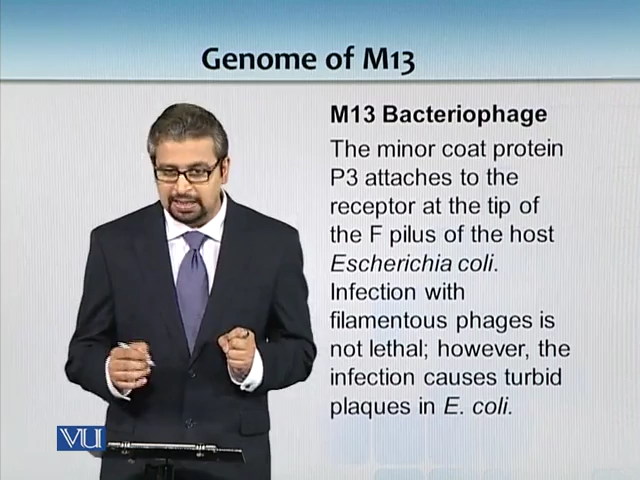 Genome of M13
M13 Bacteriophage
The minor coat protein
P3 attaches to the
receptor at the tip of
the F pilus of the host
Escherichia coli.
Infection with
filamentous phages is
not lethal; however, the
infection causes turbid
plaques in E. coli.
VU